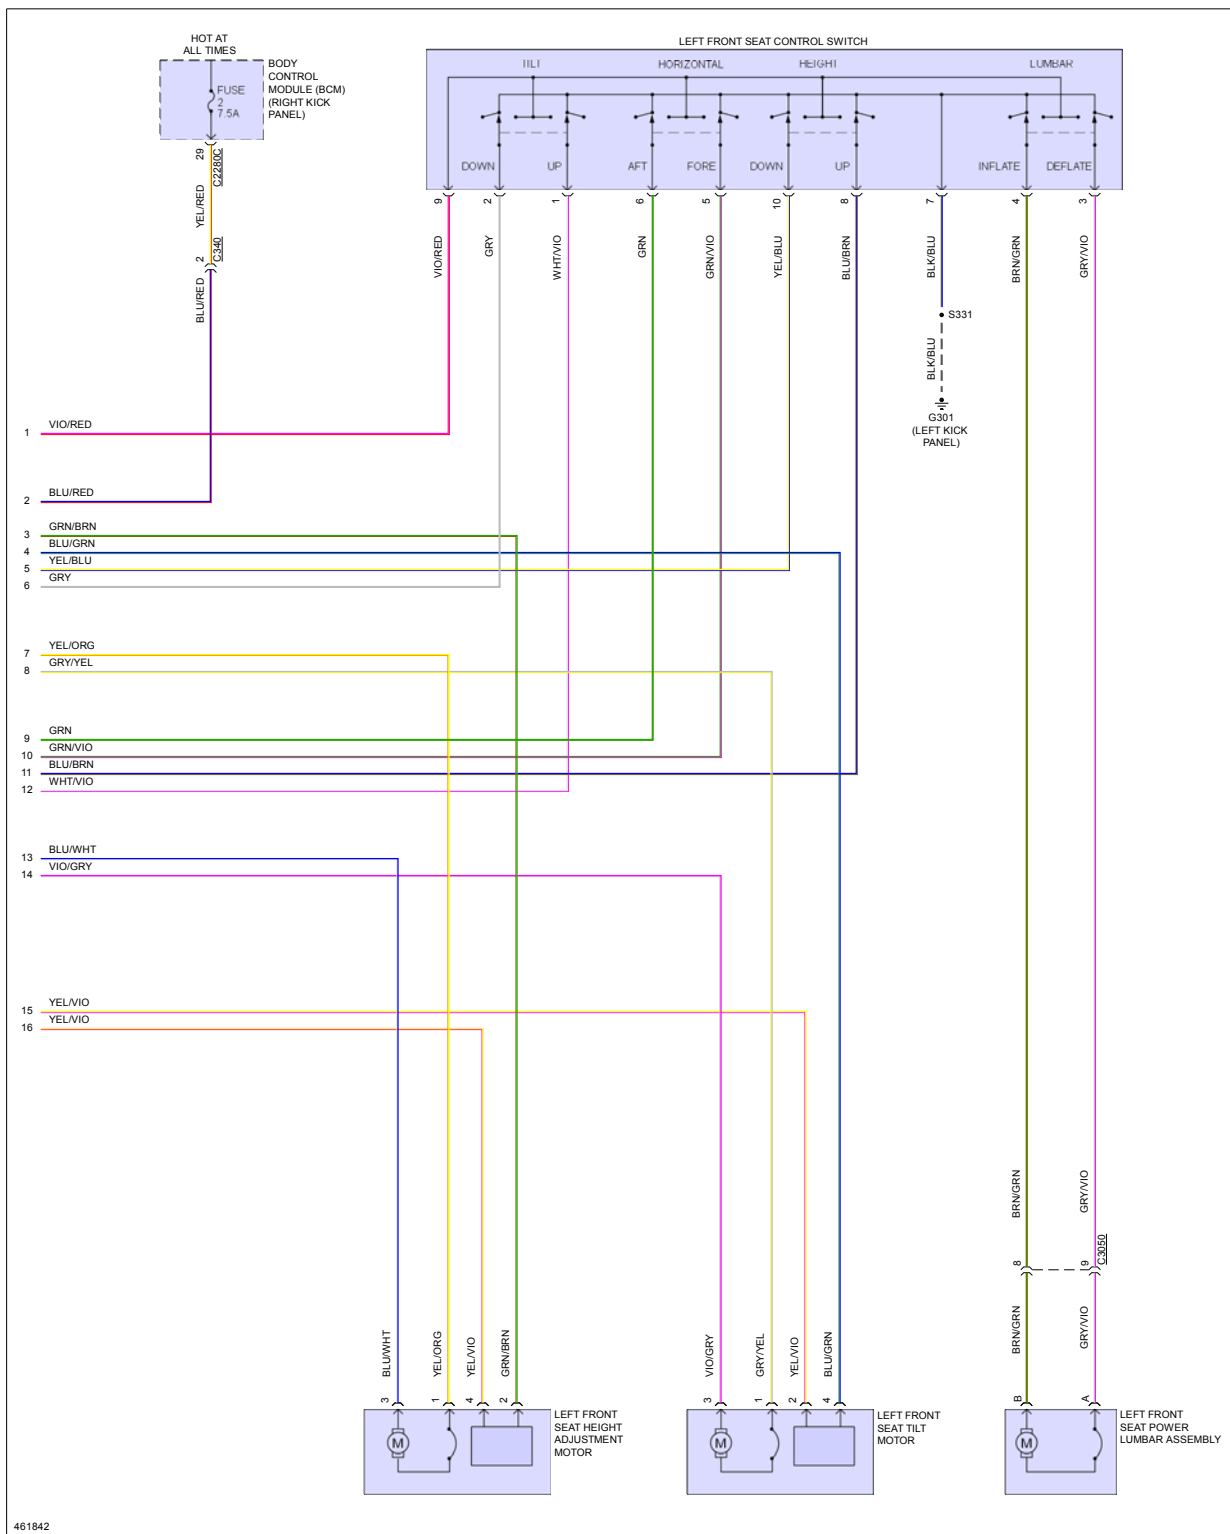 HOT AT
ALL TIMES
BODY
CONTROL
MODULE (BCM)
(RIGHT KICK
PANEL)
FUSE
2
7.5A
29
C2280C
YEL/RED
2
C340
BLU/RED
LEFT FRONT SEAT CONTROL SWITCH
TILT
HORIZONTAL
HEIGHT
LUMBAR
DOWN
UP
AFT
FORE
DOWN
UP
INFLATE
DEFLATE
9
2
1
6
5
10
8
7
4
3
VIO/RED
GRY
WHT/VIO
GRN
GRN/VIO
YEL/BLU
BLU/BRN
BLK/BLU
BRN/GRN
GRY/VIO
S331
BLK/BLU
G301
(LEFT KICK
PANEL)
1 VIO/RED
2 BLU/RED
3 GRN/BRN
4 BLU/GRN
5 YEL/BLU
6 GRY
7 YEL/ORG
8 GRY/YEL
9 GRN
10 GRN/VIO
11 BLU/BRN
12 WHT/VIO
13 BLU/WHT
14 VIO/GRY
15 YEL/VIO
16 YEL/VIO
BRN/GRN
GRY/VIO
8
9
C3050
BLU/WHT
YEL/ORG
YEL/VIO
GRN/BRN
VIO/GRY
GRY/YEL
YEL/VIO
BLU/GRN
BRN/GRN
GRY/VIO
3
1
4
2
3
1
2
4
B
A
M
LEFT FRONT
SEAT HEIGHT
ADJUSTMENT
MOTOR
M
LEFT FRONT
SEAT TILT
MOTOR
M
LEFT FRONT
SEAT POWER
LUMBAR ASSEMBLY
461842